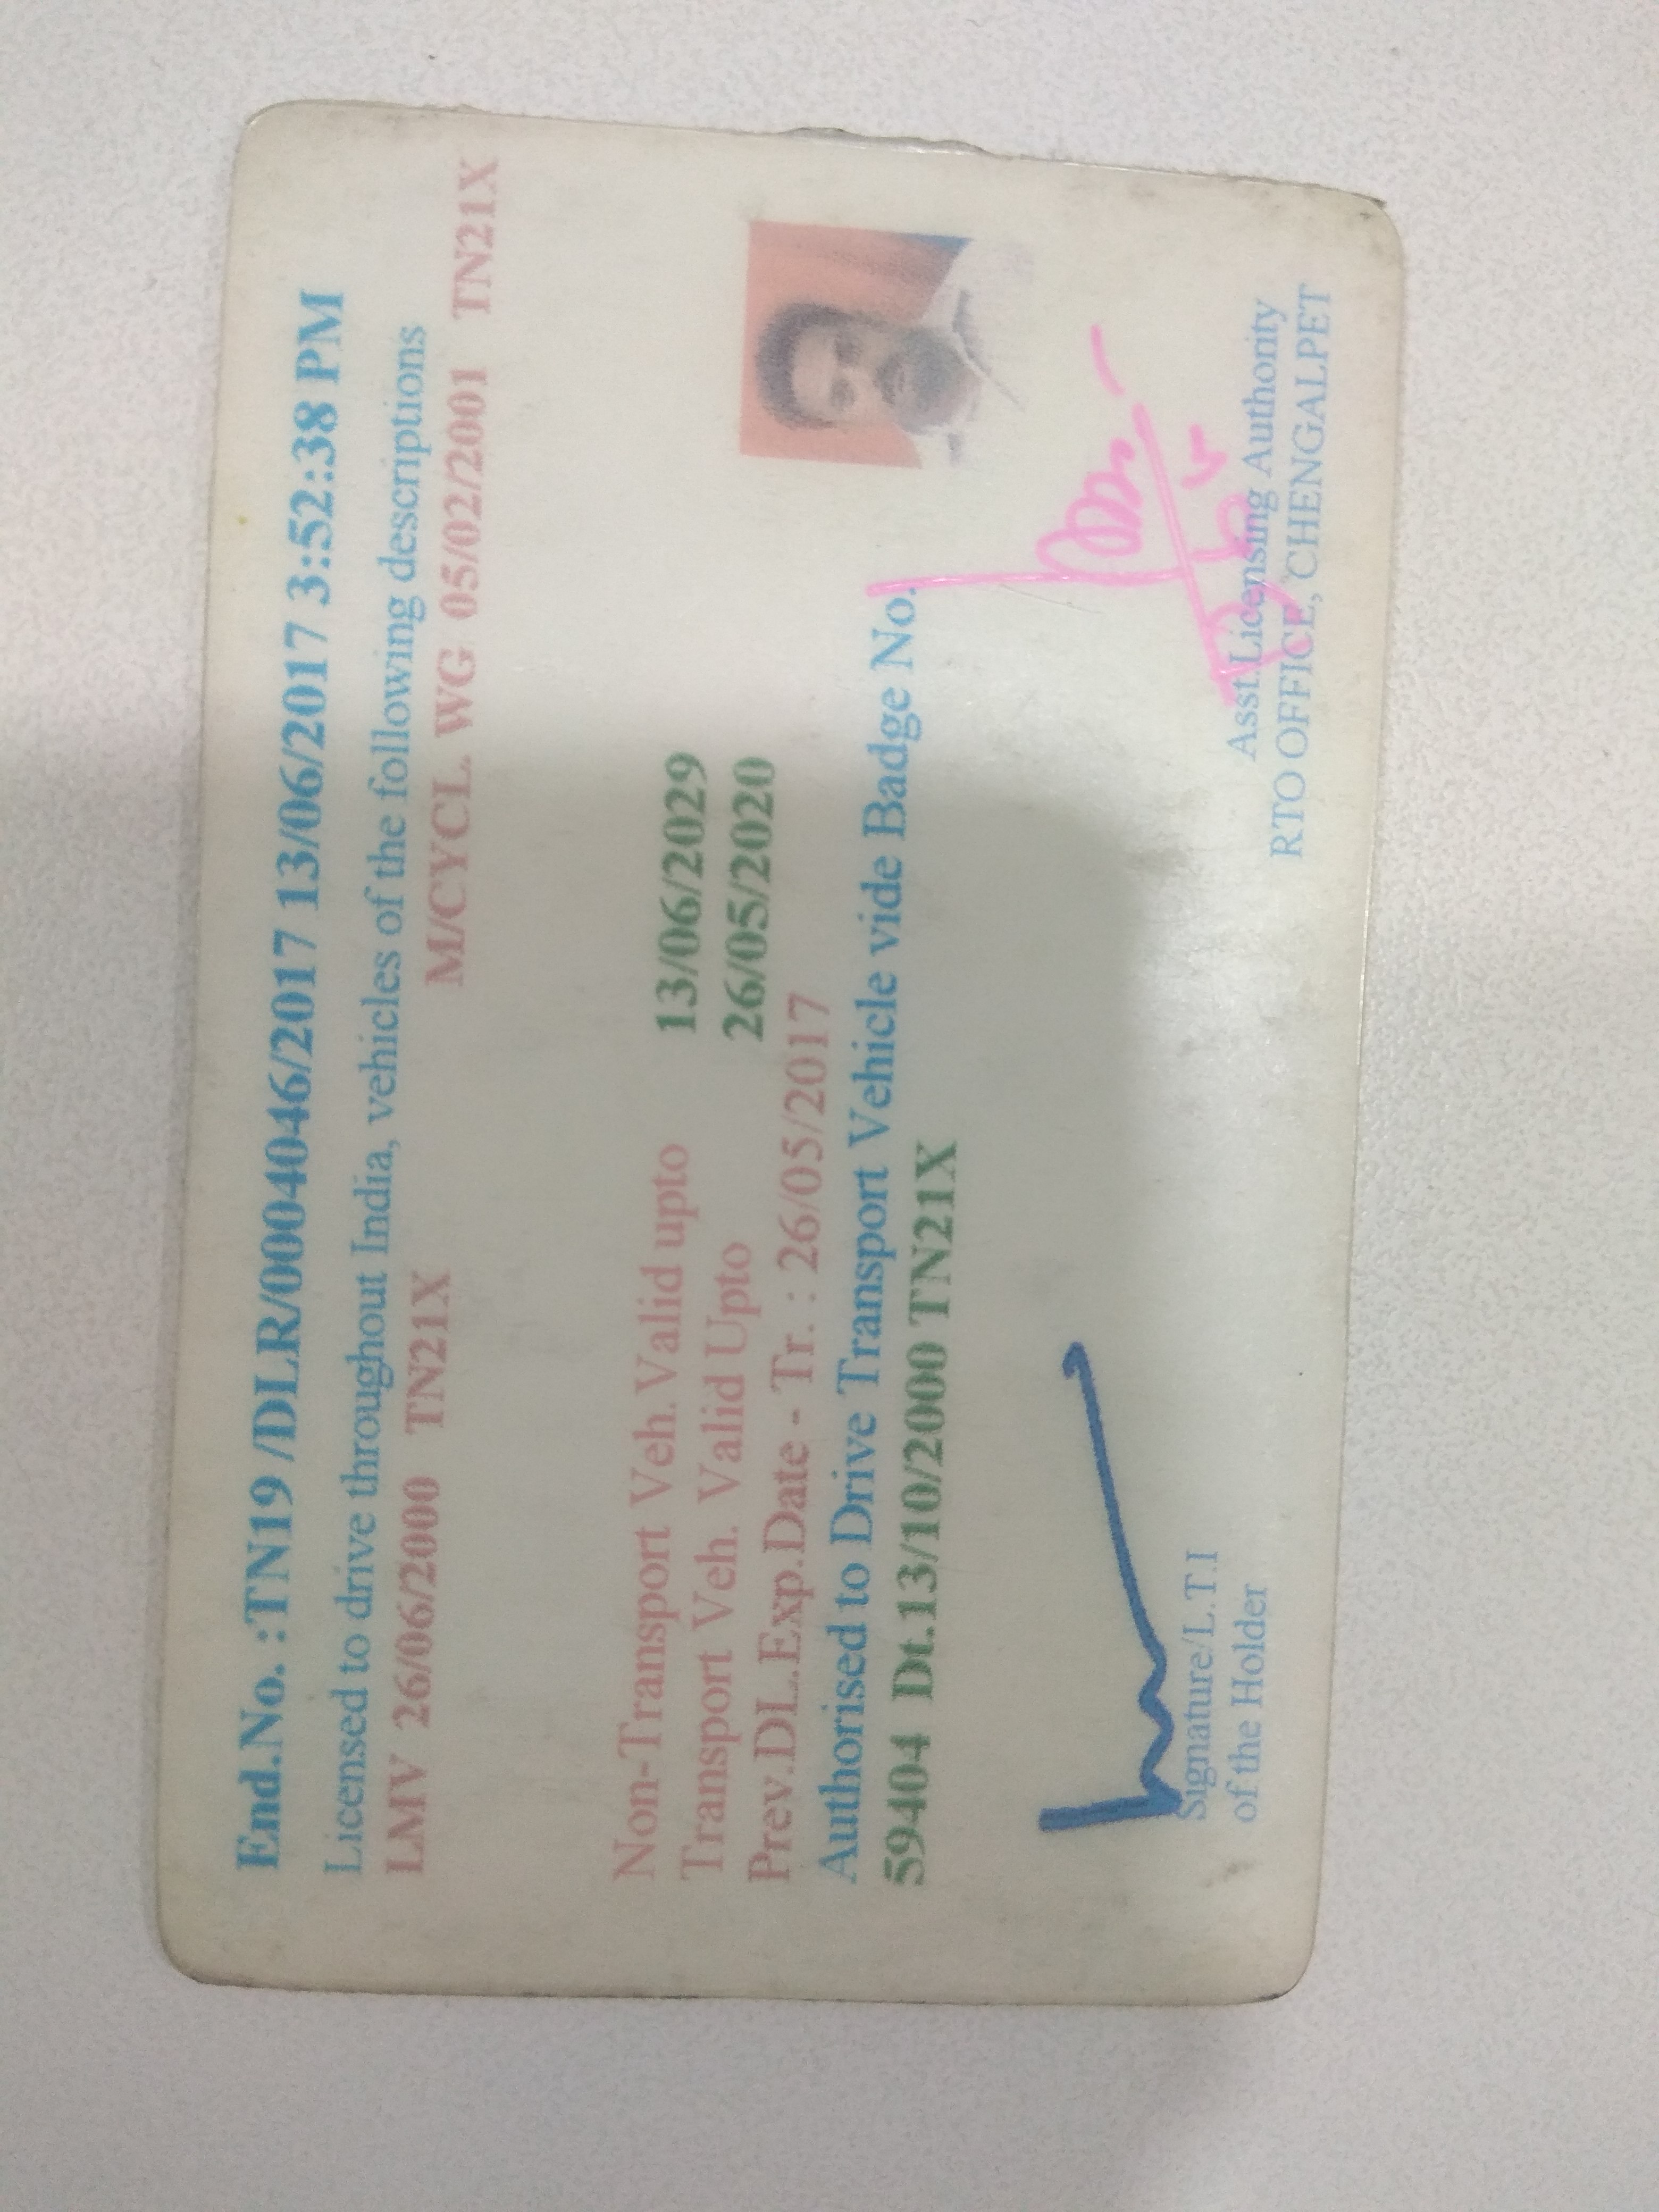 End.No. :TN19 /DLR/0004046/2017 13/06/2017 3:52:38 PM
Licensed to drive throughout India, vehicles of the following descriptions
LMV 26/06/2000 TN21X M/CYCL. WG 05/02/2001 TN21X
Non-Transport Veh.Valid upto 13/06/2029
Transport Veh. Valid Upto 26/05/2020
Prev.DL.Exp.Date - Tr. : 26/05/2017
Authorised to Drive Transport Vehicle vide Badge No.
59404 Dt.13/10/2000 TN21X
Signature/L.T.I
of the Holder
Asst.Licensing Authority
RTO OFFICE, CHENGALPET